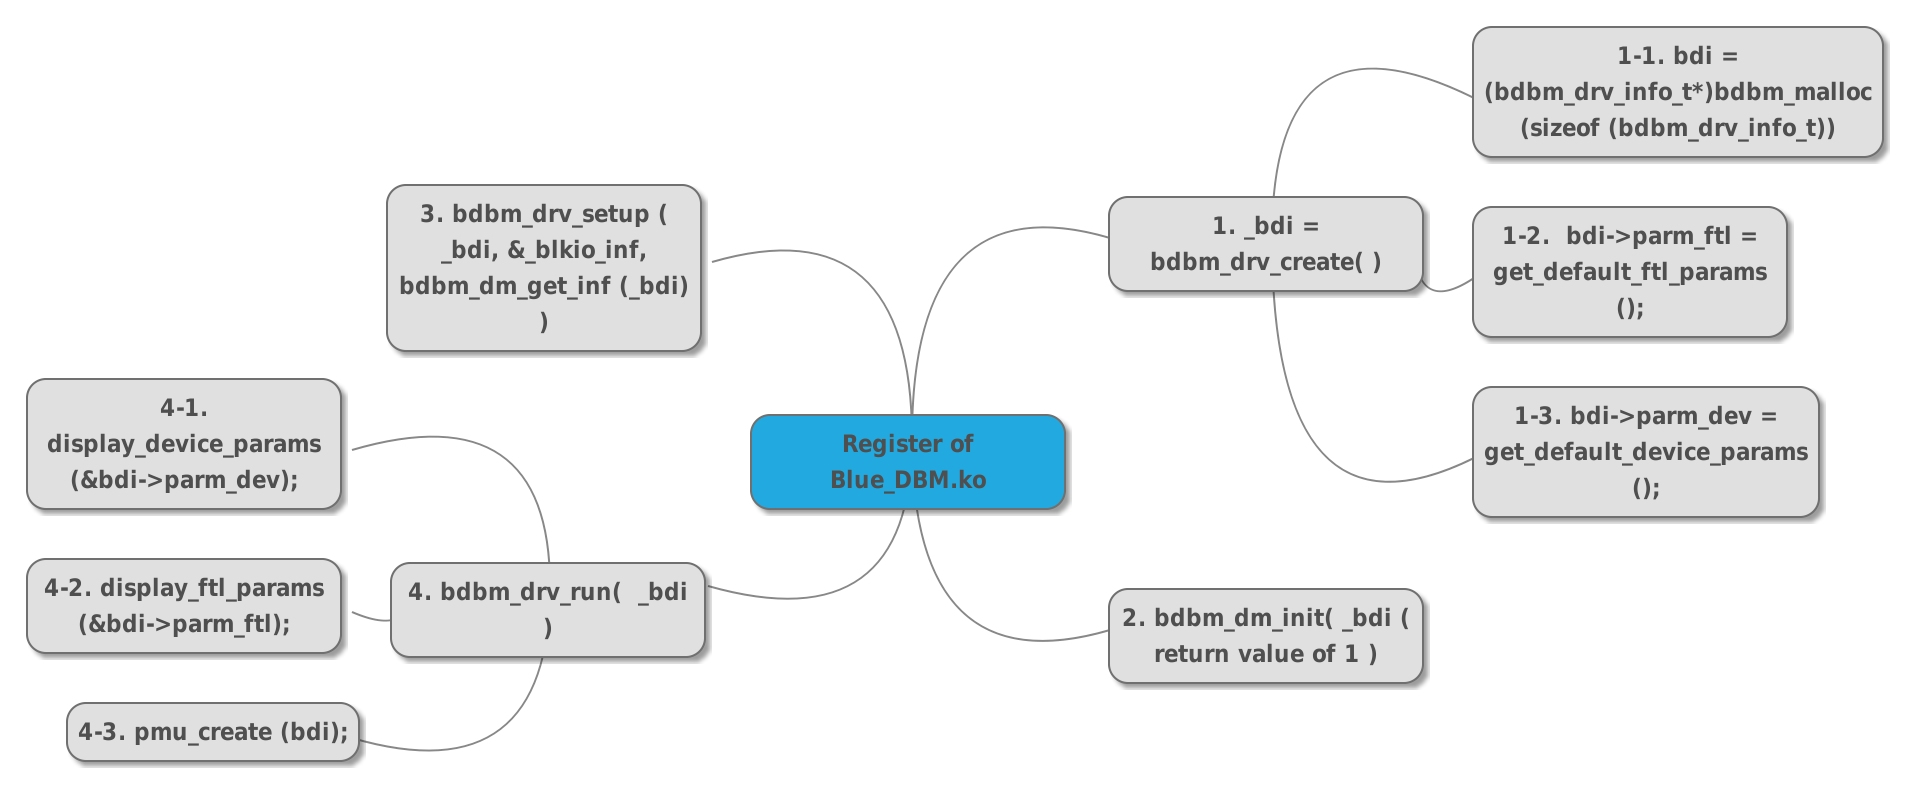 Register of
Blue_DBM.ko
1. _bdi =
bdbm_drv_create( )
1-1. bdi =
(bdbm_drv_info_t*)bdbm_malloc
(sizeof (bdbm_drv_info_t))
1-2.  bdi->parm_ftl =
get_default_ftl_params
();
1-3. bdi->parm_dev =
get_default_device_params
();
2. bdbm_dm_init( _bdi (
return value of 1 )
3. bdbm_drv_setup (
_bdi, &_blkio_inf,
bdbm_dm_get_inf (_bdi)
)
4. bdbm_drv_run(  _bdi
)
4-1.
display_device_params
(&bdi->parm_dev);
4-2. display_ftl_params
(&bdi->parm_ftl);
4-3. pmu_create (bdi);